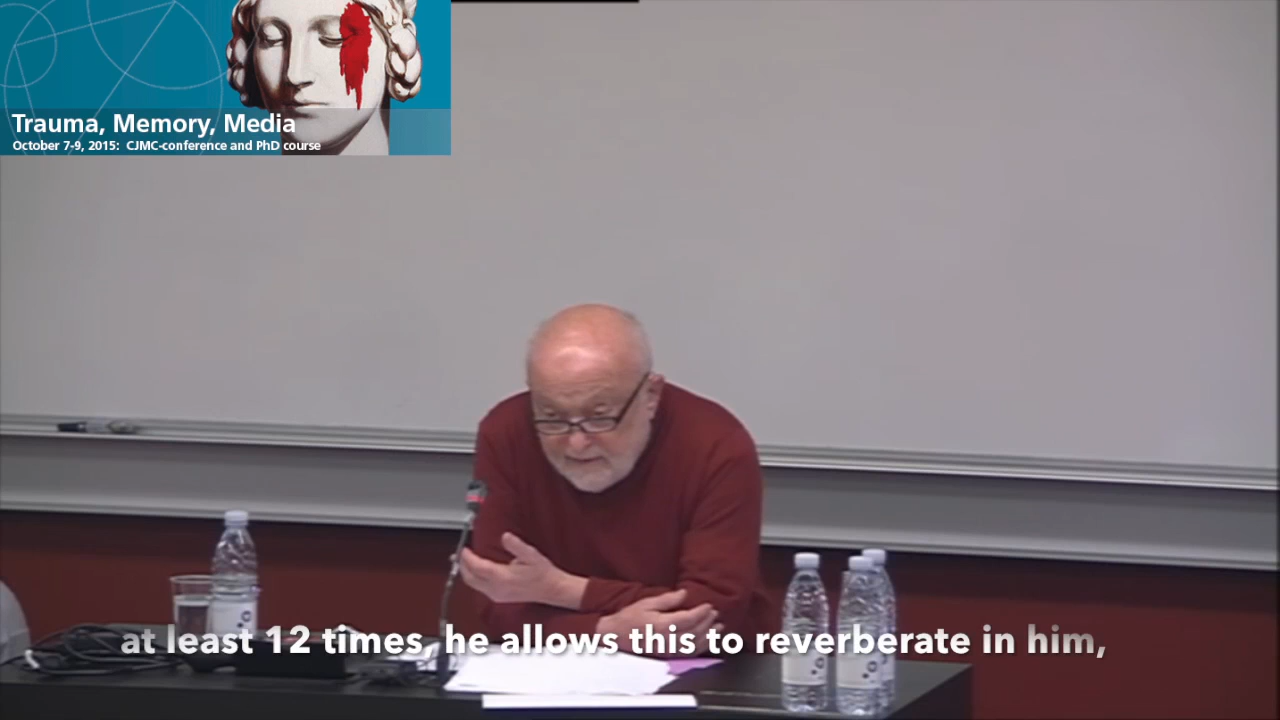 Trauma, Memory, Media
October 7-9, 2015: CJMC-conference and PhD course
at least 12 times, he allows this to reverberate in him,